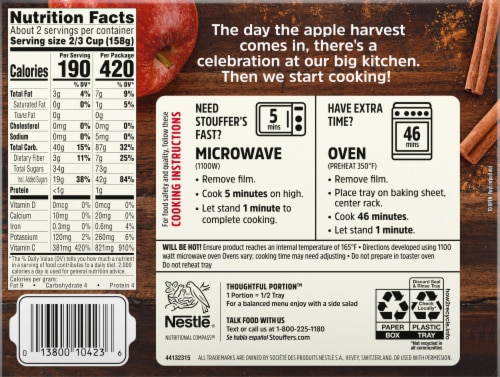 Nutrition Facts
About 2 servings per container
Serving size 2/3 Cup (158g)
Per Serving Per Package
Calories 190 420
% DV* % DV*
Total Fat 3g 4% 7g 9%
Saturated Fat 0g 0% 1g 5%
Trans Fat 0g 0g
Cholesterol 0mg 0% 0mg 0%
Sodium 0mg 0% 5mg 0%
Total Carb. 40g 15% 87g 32%
Dietary Fiber 3g 11% 7g 25%
Total Sugars 34g 73g
Incl. Added Sugars 19g 38% 42g 84%
Protein <1g 1g
Vitamin D 0mcg 0% 0mcg 0%
Calcium 10mg 0% 20mg 0%
Iron 0.3mg 0% 0.6mg 4%
Potassium 120mg 2% 260mg 6%
Vitamin C 381mg 420% 821mg 910%
*The % Daily Value (DV) tells you how much a nutrient
in a serving of food contributes to a daily diet. 2,000
calories a day is used for general nutrition advice.
Calories per gram:
Fat 9 • Carbohydrate 4 • Protein 4
0 13800 10423 6
The day the apple harvest
comes in, there's a
celebration at our big kitchen.
Then we start cooking!
For food safety and quality, follow these
COOKING INSTRUCTIONS
NEED
STOUFFER'S
FAST?
5
mins
MICROWAVE
(1100W)
• Remove film.
• Cook 5 minutes on high.
• Let stand 1 minute to
complete cooking.
HAVE EXTRA
TIME?
46
mins
OVEN
(PREHEAT 350°F)
• Remove film.
• Place tray on baking sheet,
center rack.
• Cook 46 minutes.
• Let stand 1 minute.
WILL BE HOT! Ensure product reaches an internal temperature of 165°F • Directions developed using 1100
watt microwave oven Ovens vary; cooking time may need adjusting • Do not prepare in toaster oven
Do not reheat tray
Nestlé®
NUTRITIONAL COMPASS™
THOUGHTFUL PORTION™
1 Portion = 1/2 Tray
For a balanced menu enjoy with a side salad
TALK FOOD WITH US
Text or call us at 1-800-225-1180
Se habla español Stouffers.com
Discard Seal
& Rinse Tray
Check
Locally*
PAPER
BOX
PLASTIC
TRAY
*Not recycled in
all communities
how2recycle.info
44132315 ALL TRADEMARKS ARE OWNED BY SOCIÉTÉ DES PRODUITS NESTLÉ S.A., VEVEY, SWITZERLAND, OR USED WITH PERMISSION.